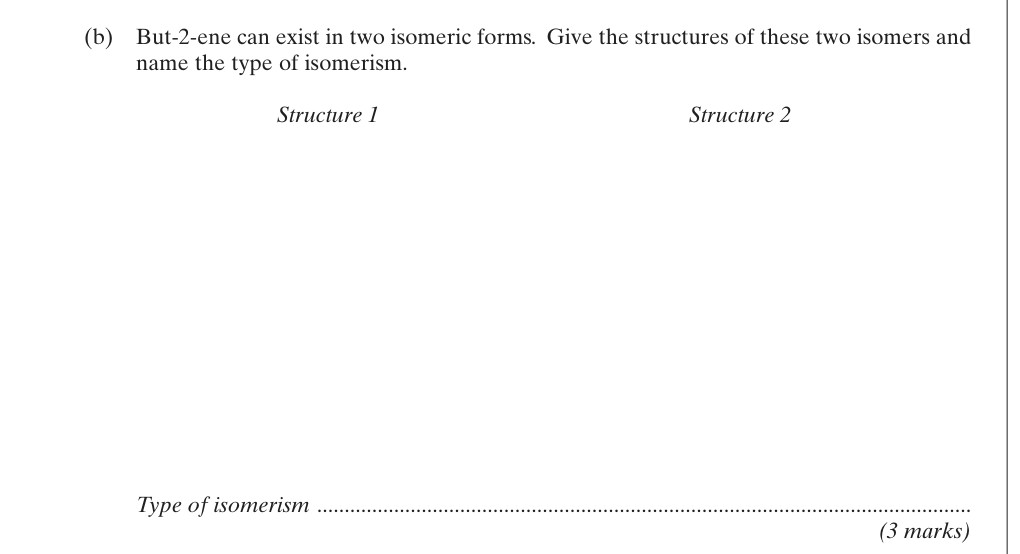 (b) But-2-ene can exist in two isomeric forms. Give the structures of these two isomers and
name the type of isomerism.
Structure 1 Structure 2
Type of isomerism ................................................................................................................
(3 marks)